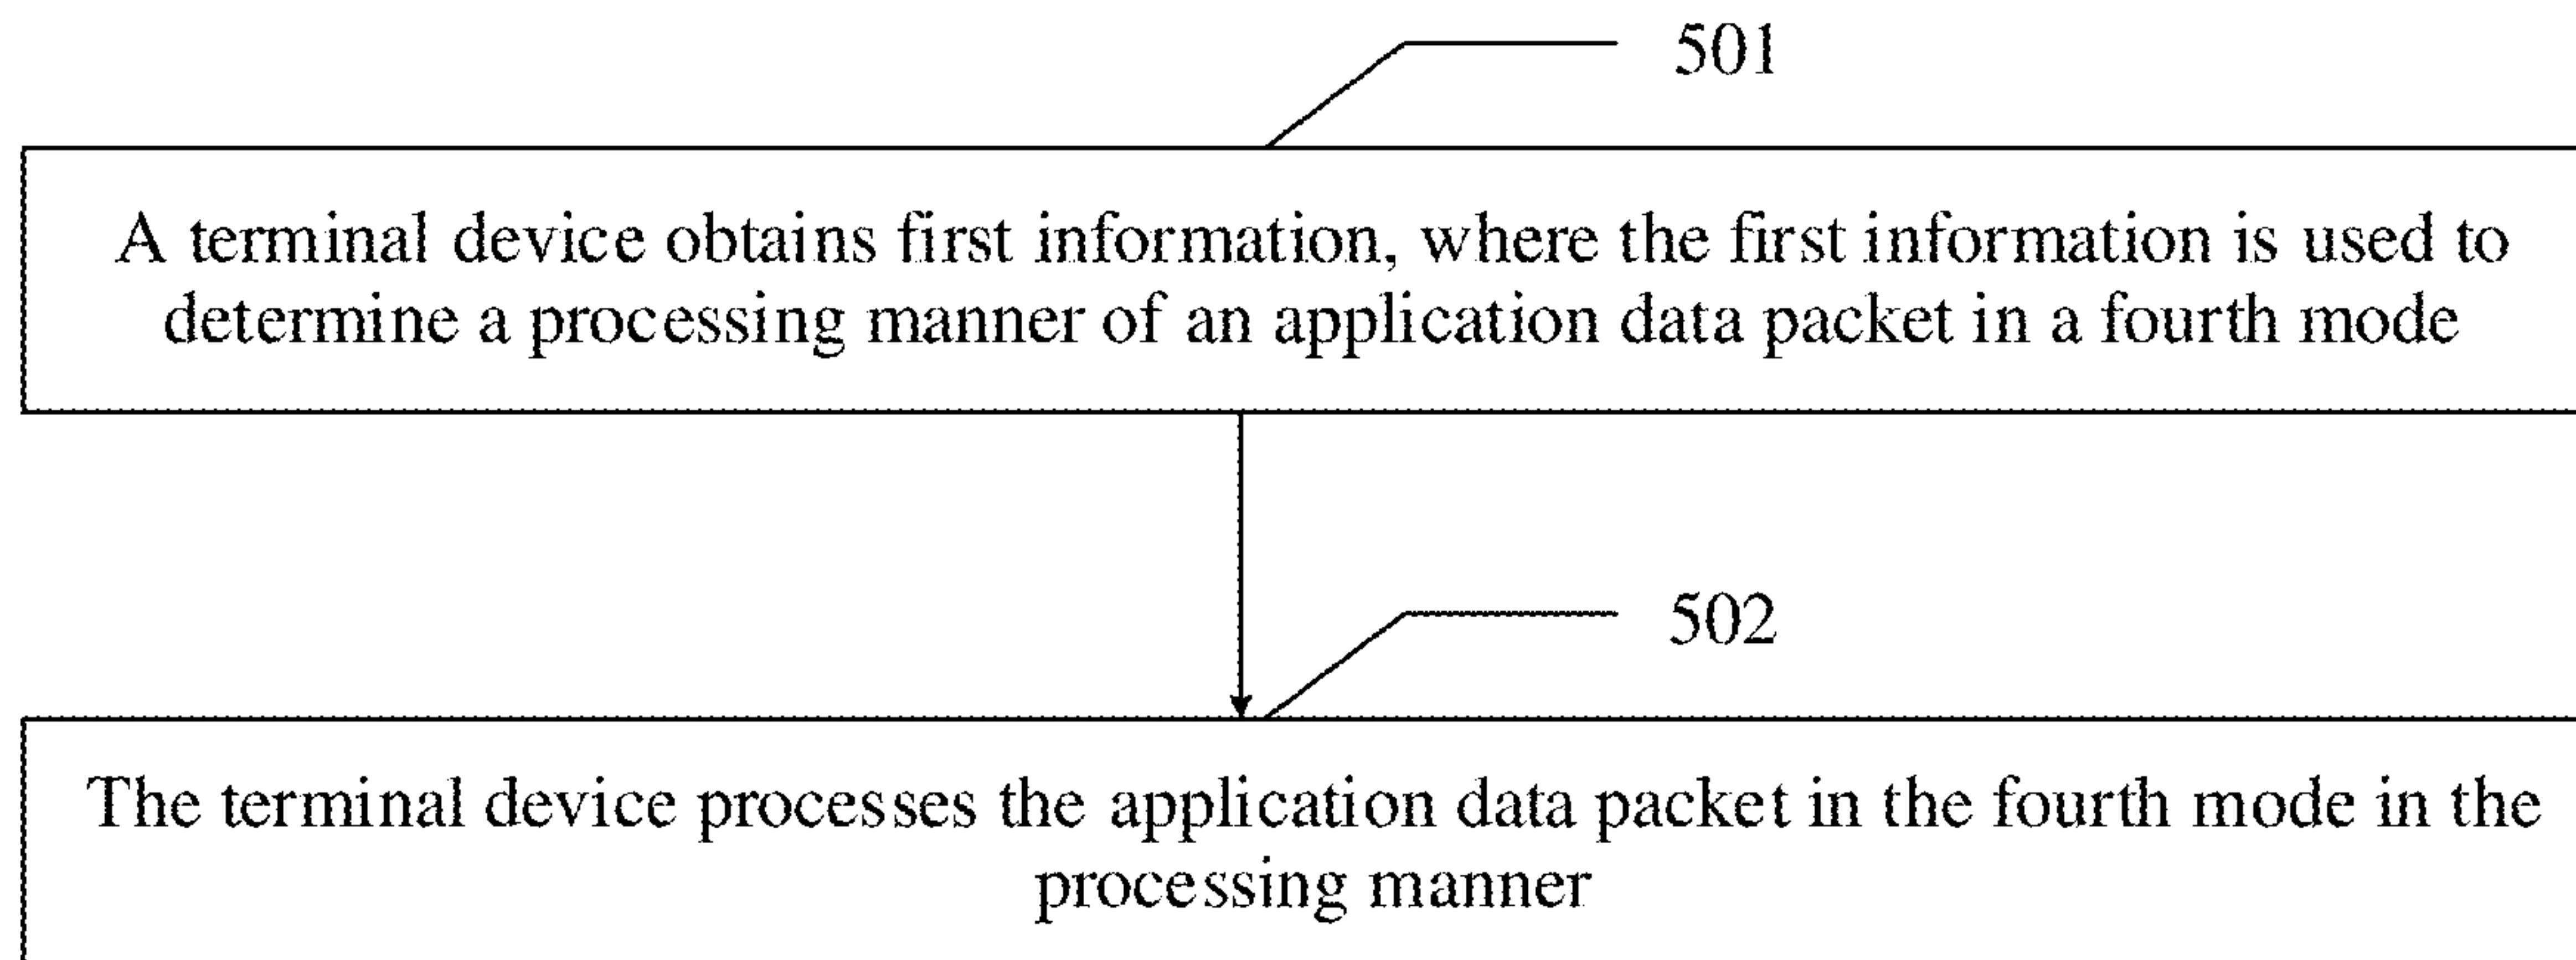 501
A terminal device obtains first information, where the first information is used to
determine a processing manner of an application data packet in a fourth mode
502
The terminal device processes the application data packet in the fourth mode in the
processing manner